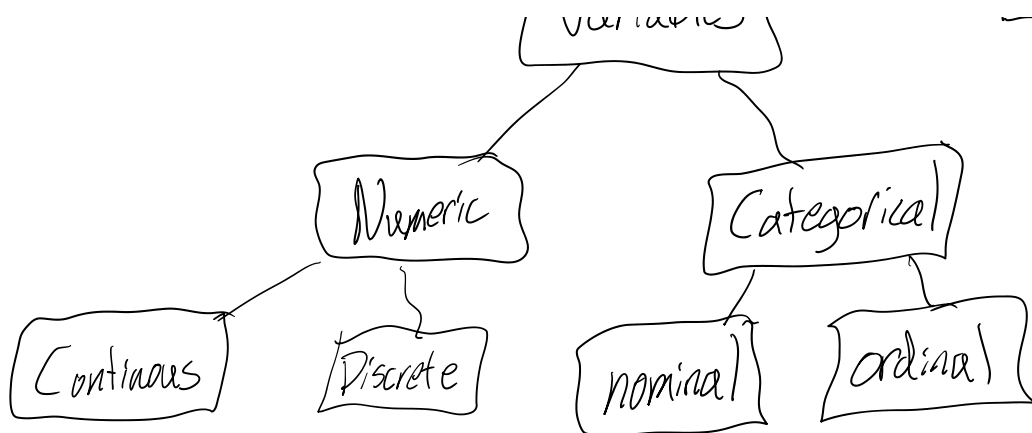 Numeric
Categorical
Continous
Discrete
nominal
ordinal